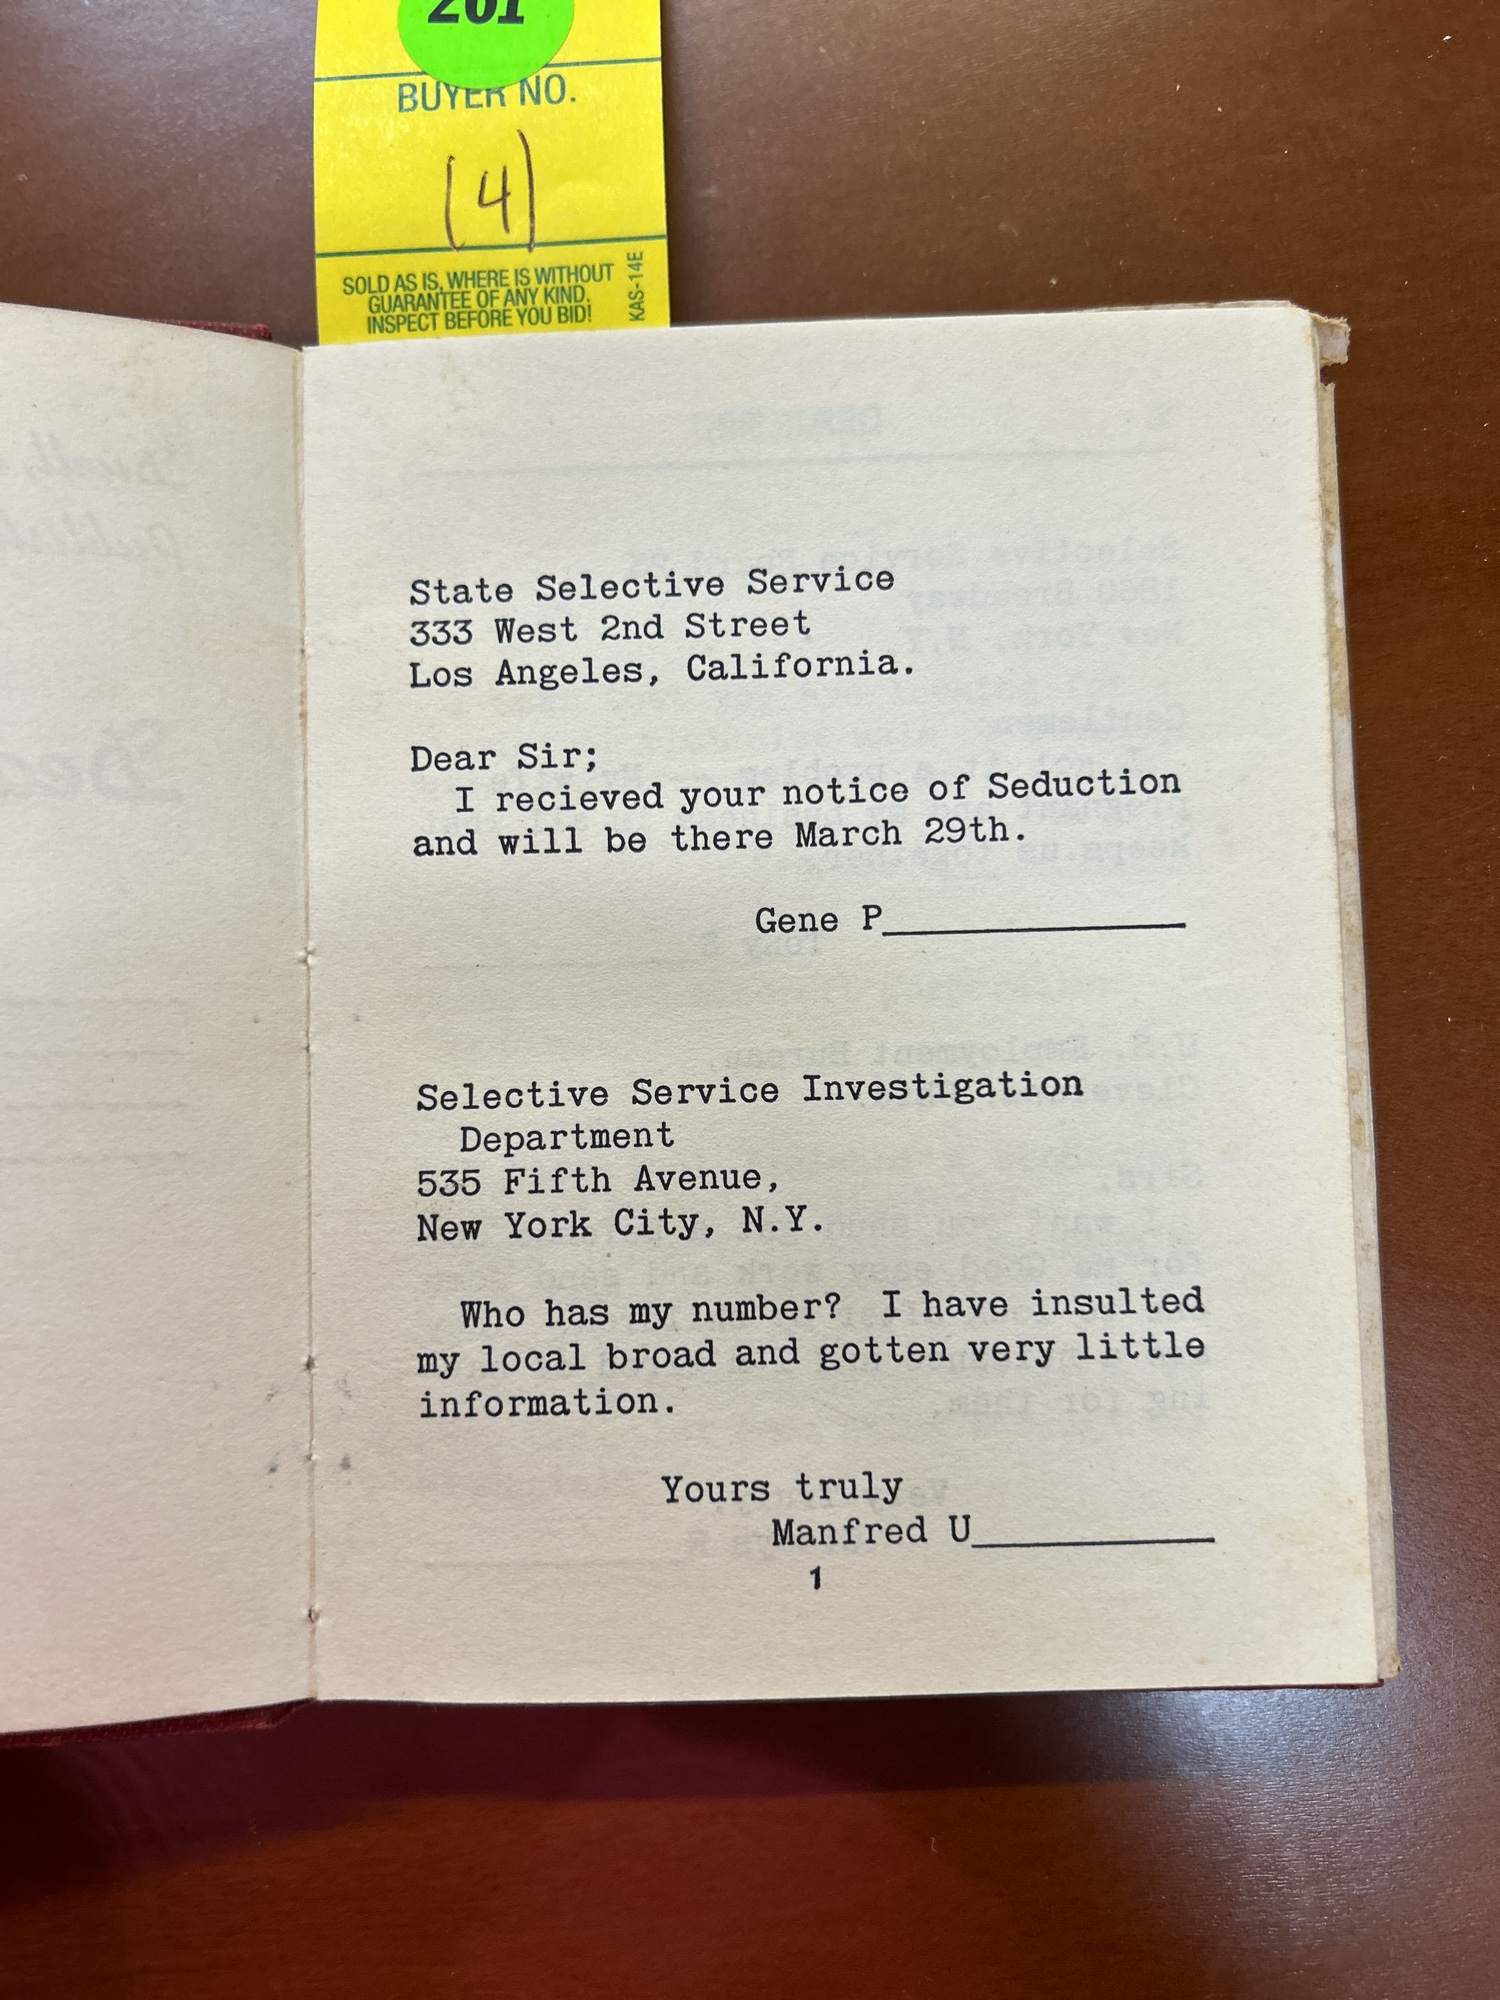 201
BUYER NO.
(4)
SOLD AS IS, WHERE IS WITHOUT
GUARANTEE OF ANY KIND.
INSPECT BEFORE YOU BID!
KAS-14E
State Selective Service
333 West 2nd Street
Los Angeles, California.
Dear Sir;
I recieved your notice of Seduction
and will be there March 29th.
Gene P
Selective Service Investigation
Department
535 Fifth Avenue,
New York City, N.Y.
Who has my number?  I have insulted
my local broad and gotten very little
information.
Yours truly
Manfred U
1